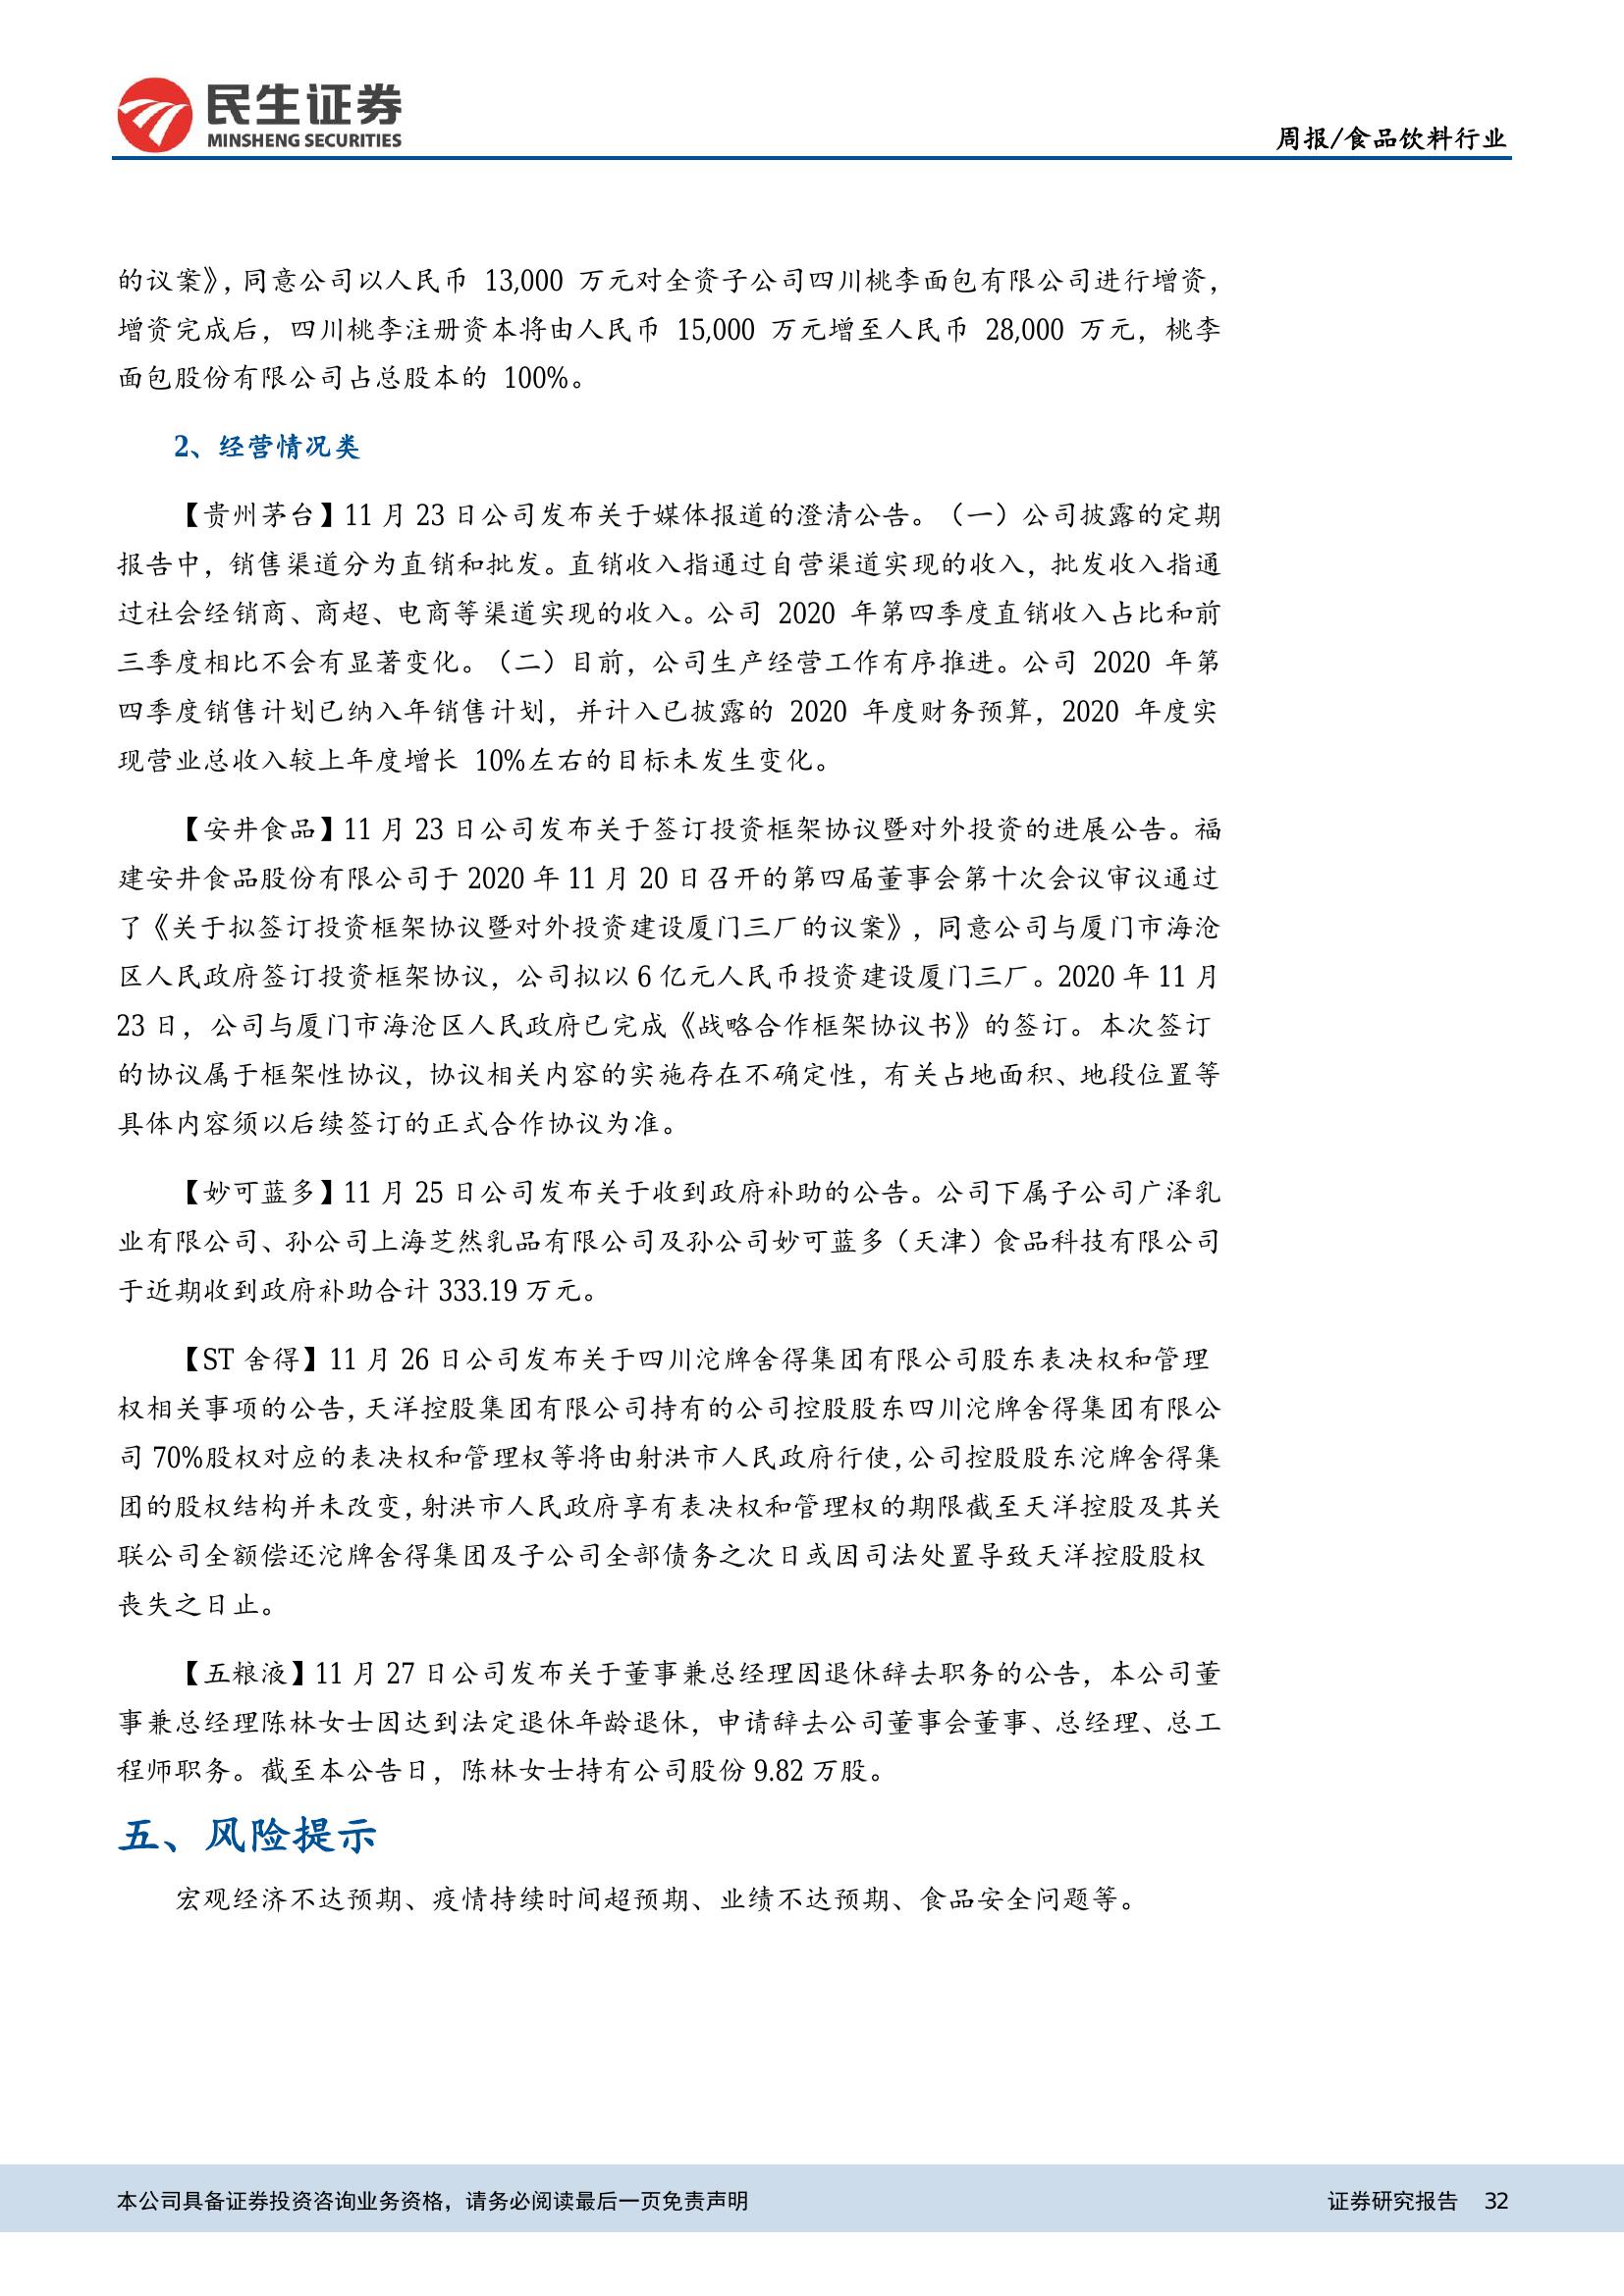 民生证券
MINSHENG SECURITIES
周报/食品饮料行业
的议案》，同意公司以人民币 13,000 万元对全资子公司四川桃李面包有限公司进行增资，
增资完成后，四川桃李注册资本将由人民币 15,000 万元增至人民币 28,000 万元，桃李
面包股份有限公司占总股本的 100%。
2、经营情况类
【贵州茅台】11 月 23 日公司发布关于媒体报道的澄清公告。（一）公司披露的定期
报告中，销售渠道分为直销和批发。直销收入指通过自营渠道实现的收入，批发收入指通
过社会经销商、商超、电商等渠道实现的收入。公司 2020 年第四季度直销收入占比和前
三季度相比不会有显著变化。（二）目前，公司生产经营工作有序推进。公司 2020 年第
四季度销售计划已纳入年销售计划，并计入已披露的 2020 年度财务预算，2020 年度实
现营业总收入较上年度增长 10%左右的目标未发生变化。
【安井食品】11 月 23 日公司发布关于签订投资框架协议暨对外投资的进展公告。福
建安井食品股份有限公司于 2020 年 11 月 20 日召开的第四届董事会第十次会议审议通过
了《关于拟签订投资框架协议暨对外投资建设厦门三厂的议案》，同意公司与厦门市海沧
区人民政府签订投资框架协议，公司拟以 6 亿元人民币投资建设厦门三厂。2020 年 11 月
23 日，公司与厦门市海沧区人民政府已完成《战略合作框架协议书》的签订。本次签订
的协议属于框架性协议，协议相关内容的实施存在不确定性，有关占地面积、地段位置等
具体内容须以后续签订的正式合作协议为准。
【妙可蓝多】11 月 25 日公司发布关于收到政府补助的公告。公司下属子公司广泽乳
业有限公司、孙公司上海芝然乳品有限公司及孙公司妙可蓝多（天津）食品科技有限公司
于近期收到政府补助合计 333.19 万元。
【ST 舍得】11 月 26 日公司发布关于四川沱牌舍得集团有限公司股东表决权和管理
权相关事项的公告，天洋控股集团有限公司持有的公司控股股东四川沱牌舍得集团有限公
司 70%股权对应的表决权和管理权等将由射洪市人民政府行使，公司控股股东沱牌舍得集
团的股权结构并未改变，射洪市人民政府享有表决权和管理权的期限截至天洋控股及其关
联公司全额偿还沱牌舍得集团及子公司全部债务之次日或因司法处置导致天洋控股股权
丧失之日止。
【五粮液】11 月 27 日公司发布关于董事兼总经理因退休辞去职务的公告，本公司董
事兼总经理陈林女士因达到法定退休年龄退休，申请辞去公司董事会董事、总经理、总工
程师职务。截至本公告日，陈林女士持有公司股份 9.82 万股。
五、风险提示
宏观经济不达预期、疫情持续时间超预期、业绩不达预期、食品安全问题等。
本公司具备证券投资咨询业务资格，请务必阅读最后一页免责声明
证券研究报告 32